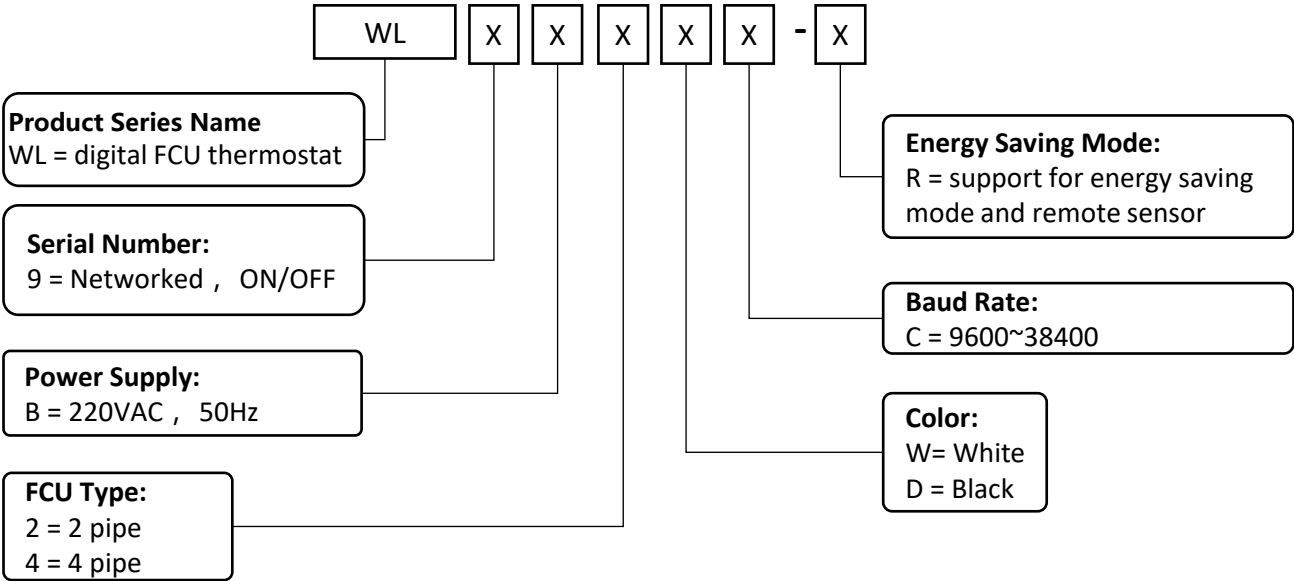 WL X X X X X - X
Product Series Name
WL = digital FCU thermostat
Serial Number:
9 = Networked , ON/OFF
Power Supply:
B = 220VAC , 50Hz
FCU Type:
2 = 2 pipe
4 = 4 pipe
Energy Saving Mode:
R = support for energy saving
mode and remote sensor
Baud Rate:
C = 9600~38400
Color:
W= White
D = Black